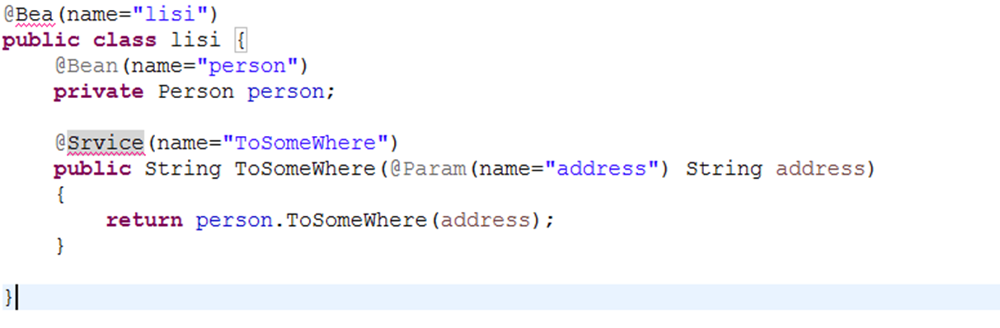 @Bea(name="lisi")
public class lisi {
@Bean(name="person")
private Person person;
@Srvice(name="ToSomeWhere")
public String ToSomeWhere(@Param(name="address") String address)
{
return person.ToSomeWhere(address);
}
}